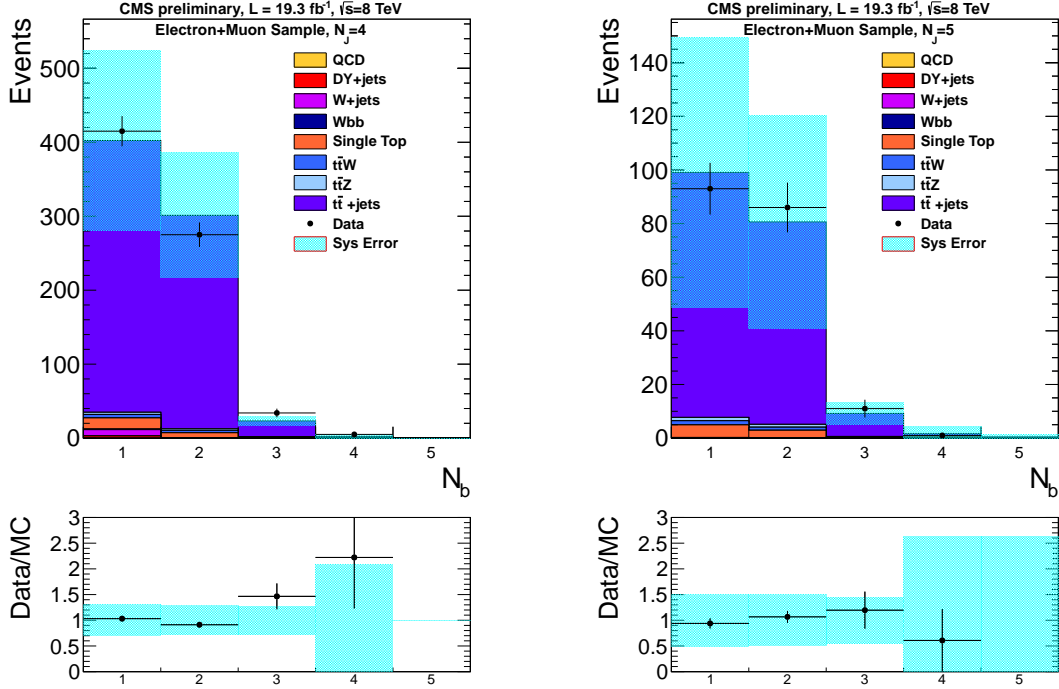 CMS preliminary, L = 19.3 fb⁻¹, √s=8 TeV
Electron+Muon Sample, N_J=4
Events
500
400
300
200
100
0
QCD
DY+jets
W+jets
Wbb
Single Top
tt̄W
tt̄Z
tt̄ +jets
Data
Sys Error
1 2 3 4 5
N_b
Data/MC
3
2.5
2
1.5
1
0.5
0
1 2 3 4 5
CMS preliminary, L = 19.3 fb⁻¹, √s=8 TeV
Electron+Muon Sample, N_J=5
Events
140
120
100
80
60
40
20
0
QCD
DY+jets
W+jets
Wbb
Single Top
tt̄W
tt̄Z
tt̄ +jets
Data
Sys Error
1 2 3 4 5
N_b
Data/MC
3
2.5
2
1.5
1
0.5
0
1 2 3 4 5